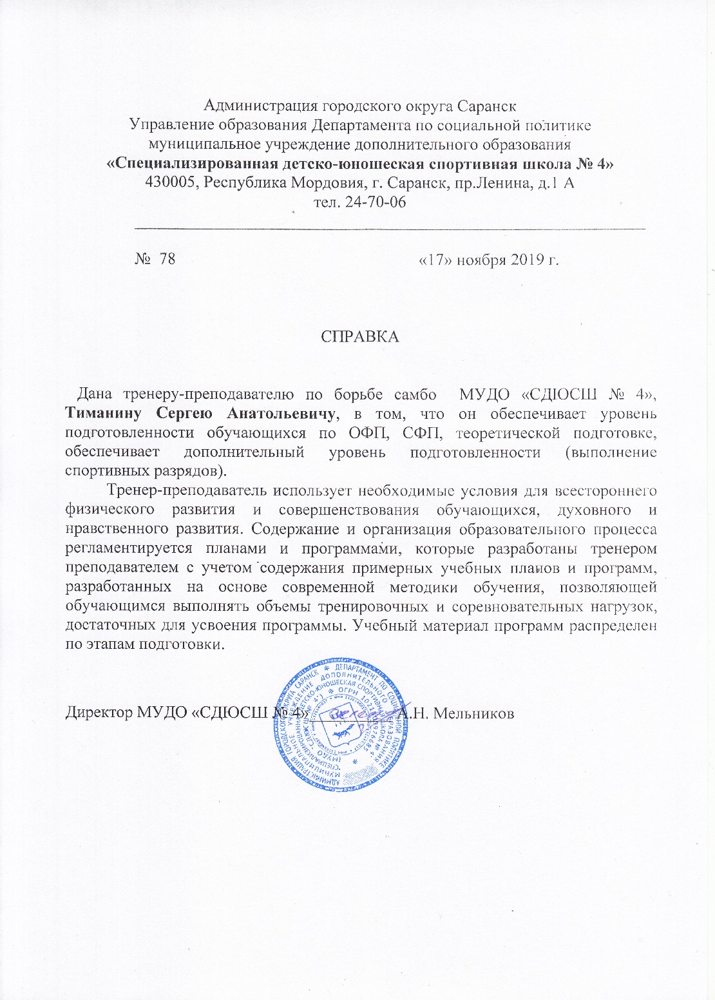 Администрация городского округа Саранск
Управление образования Департамента по социальной политике
муниципальное учреждение дополнительного образования
«Специализированная детско-юношеская спортивная школа № 4»
430005, Республика Мордовия, г. Саранск, пр.Ленина, д.1 А
тел. 24-70-06
№ 78 «17» ноября 2019 г.
СПРАВКА
Дана тренеру-преподавателю по борьбе самбо МУДО «СДЮСШ № 4»,
Тиманину Сергею Анатольевичу, в том, что он обеспечивает уровень
подготовленности обучающихся по ОФП, СФП, теоретической подготовке,
обеспечивает дополнительный уровень подготовленности (выполнение
спортивных разрядов).
Тренер-преподаватель использует необходимые условия для всестороннего
физического развития и совершенствования обучающихся, духовного и
нравственного развития. Содержание и организация образовательного процесса
регламентируется планами и программами, которые разработаны тренером
преподавателем с учетом содержания примерных учебных планов и программ,
разработанных на основе современной методики обучения, позволяющей
обучающимся выполнять объемы тренировочных и соревновательных нагрузок,
достаточных для усвоения программы. Учебный материал программ распределен
по этапам подготовки.
Директор МУДО «СДЮСШ № 4»__________А.Н. Мельников
АДМИНИСТРАЦИЯ ГОРОДСКОГО ОКРУГА САРАНСК * ДЕПАРТАМЕНТ ПО СОЦИАЛЬНОЙ ПОЛИТИКЕ
МУНИЦИПАЛЬНОЕ УЧРЕЖДЕНИЕ ДОПОЛНИТЕЛЬНОГО ОБРАЗОВАНИЯ
"СПЕЦИАЛИЗИРОВАННАЯ ДЕТСКО-ЮНОШЕСКАЯ СПОРТИВНАЯ ШКОЛА № 4"
(МУДО "СДЮСШ № 4") * ОГРН